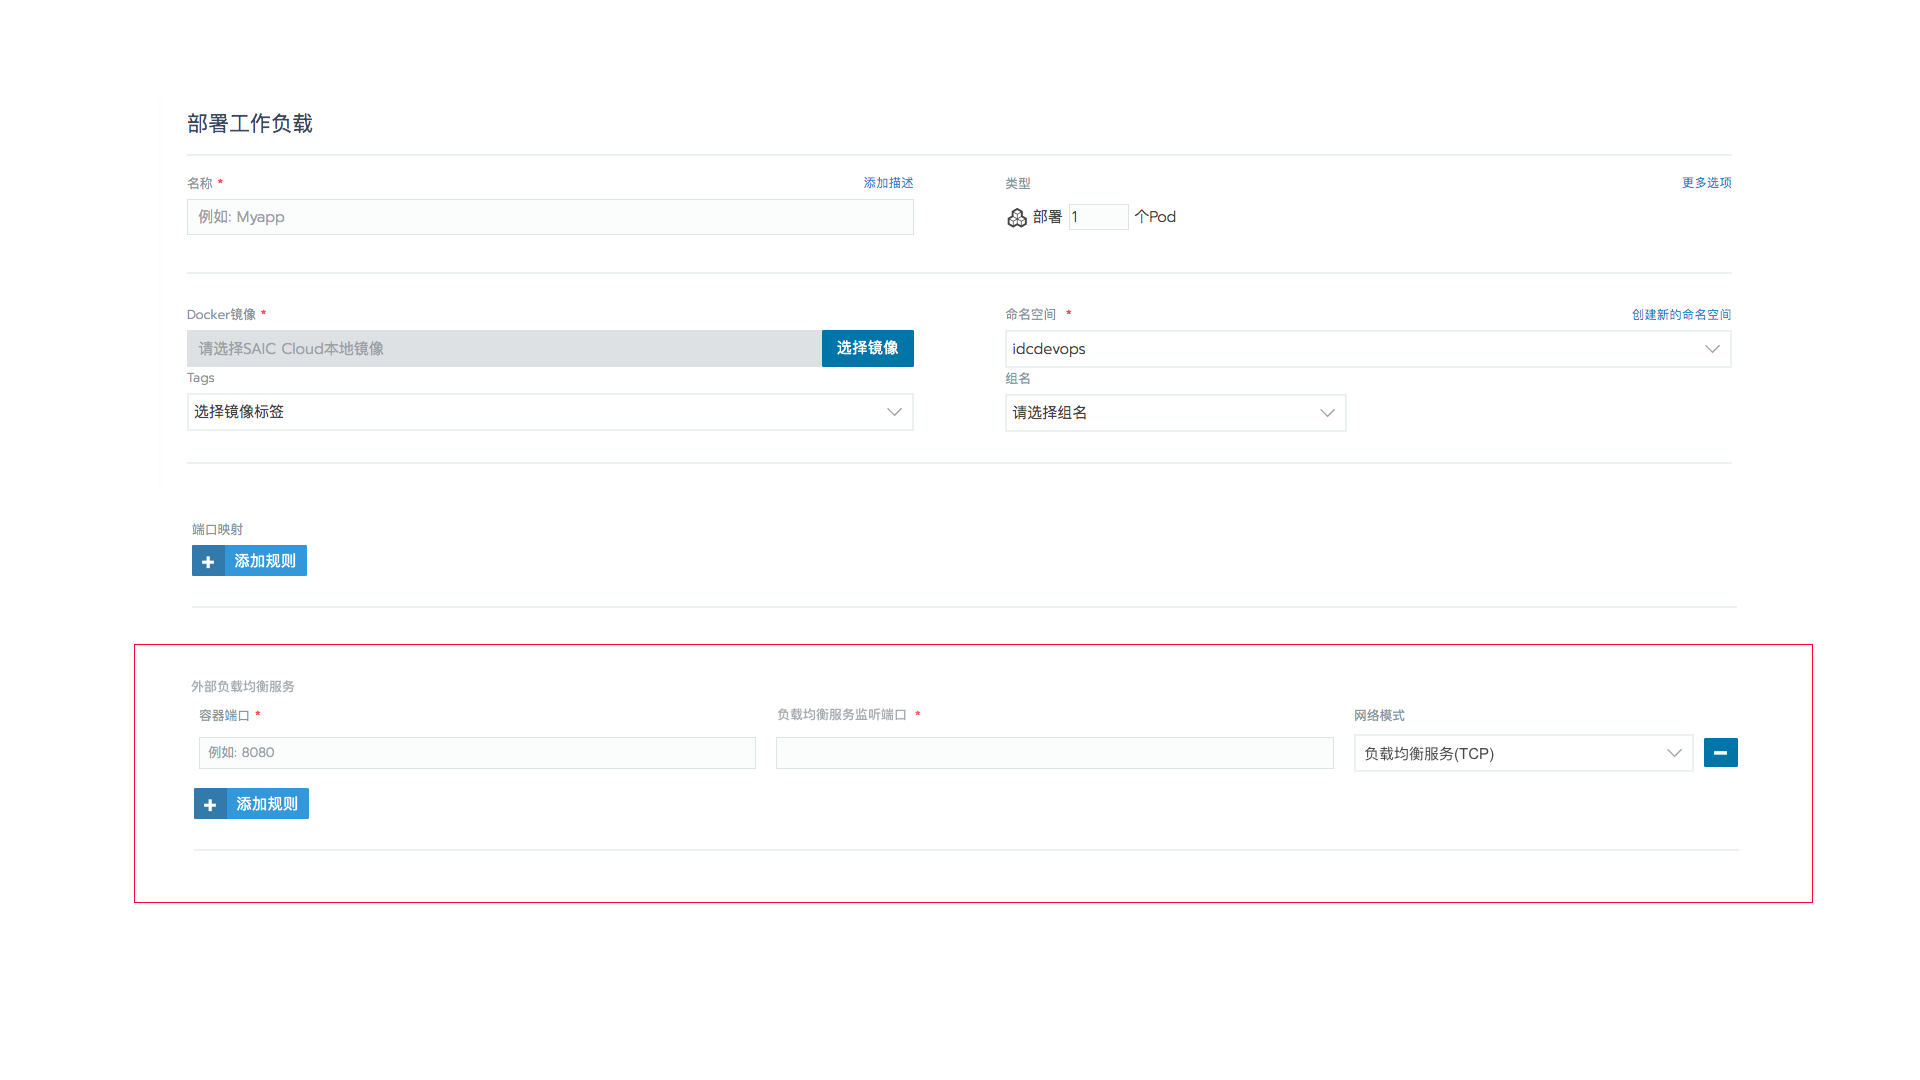 部署工作负载
名称 * 添加描述
类型 更多选项
例如: Myapp
部署 1 个Pod
Docker镜像 *
命名空间 * 创建新的命名空间
请选择SAIC Cloud本地镜像 选择镜像
idcdevops
Tags
组名
选择镜像标签
请选择组名
端口映射
+ 添加规则
外部负载均衡服务
容器端口 * 负载均衡服务监听端口 * 网络模式
例如: 8080
负载均衡服务(TCP)
+ 添加规则